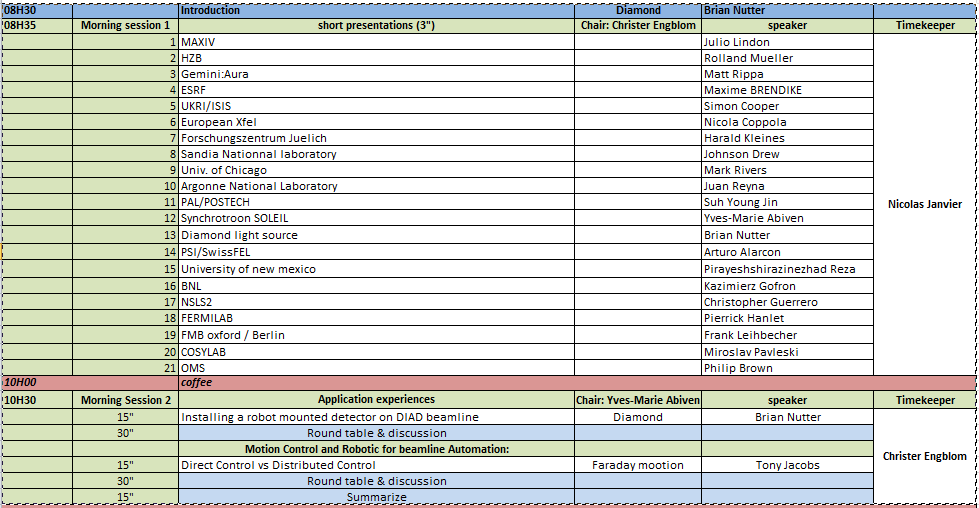 08H30 Introduction Diamond Brian Nutter
08H35 Morning session 1 short presentations (3") Chair: Christer Engblom speaker Timekeeper
1 MAXIV Julio Lindon
2 HZB Rolland Mueller
3 Gemini:Aura Matt Rippa
4 ESRF Maxime BRENDIKE
5 UKRI/ISIS Simon Cooper
6 European Xfel Nicola Coppola
7 Forschungszentrum Juelich Harald Kleines
8 Sandia Nationnal laboratory Johnson Drew
9 Univ. of Chicago Mark Rivers
10 Argonne National Laboratory Juan Reyna
11 PAL/POSTECH Suh Young Jin
Nicolas Janvier
12 Synchrotroon SOLEIL Yves-Marie Abiven
13 Diamond light source Brian Nutter
14 PSI/SwissFEL Arturo Alarcon
15 University of new mexico Pirayeshshirazinezhad Reza
16 BNL Kazimierz Gofron
17 NSLS2 Christopher Guerrero
18 FERMILAB Pierrick Hanlet
19 FMB oxford / Berlin Frank Leihbecher
20 COSYLAB Miroslav Pavleski
21 OMS Philip Brown
10H00 coffee
10H30 Morning Session 2 Application experiences Chair: Yves-Marie Abiven speaker Timekeeper
15" Installing a robot mounted detector on DIAD beamline Diamond Brian Nutter
30" Round table & discussion
Motion Control and Robotic for beamline Automation:
Christer Engblom
15" Direct Control vs Distributed Control Faraday mootion Tony Jacobs
30" Round table & discussion
15" Summarize